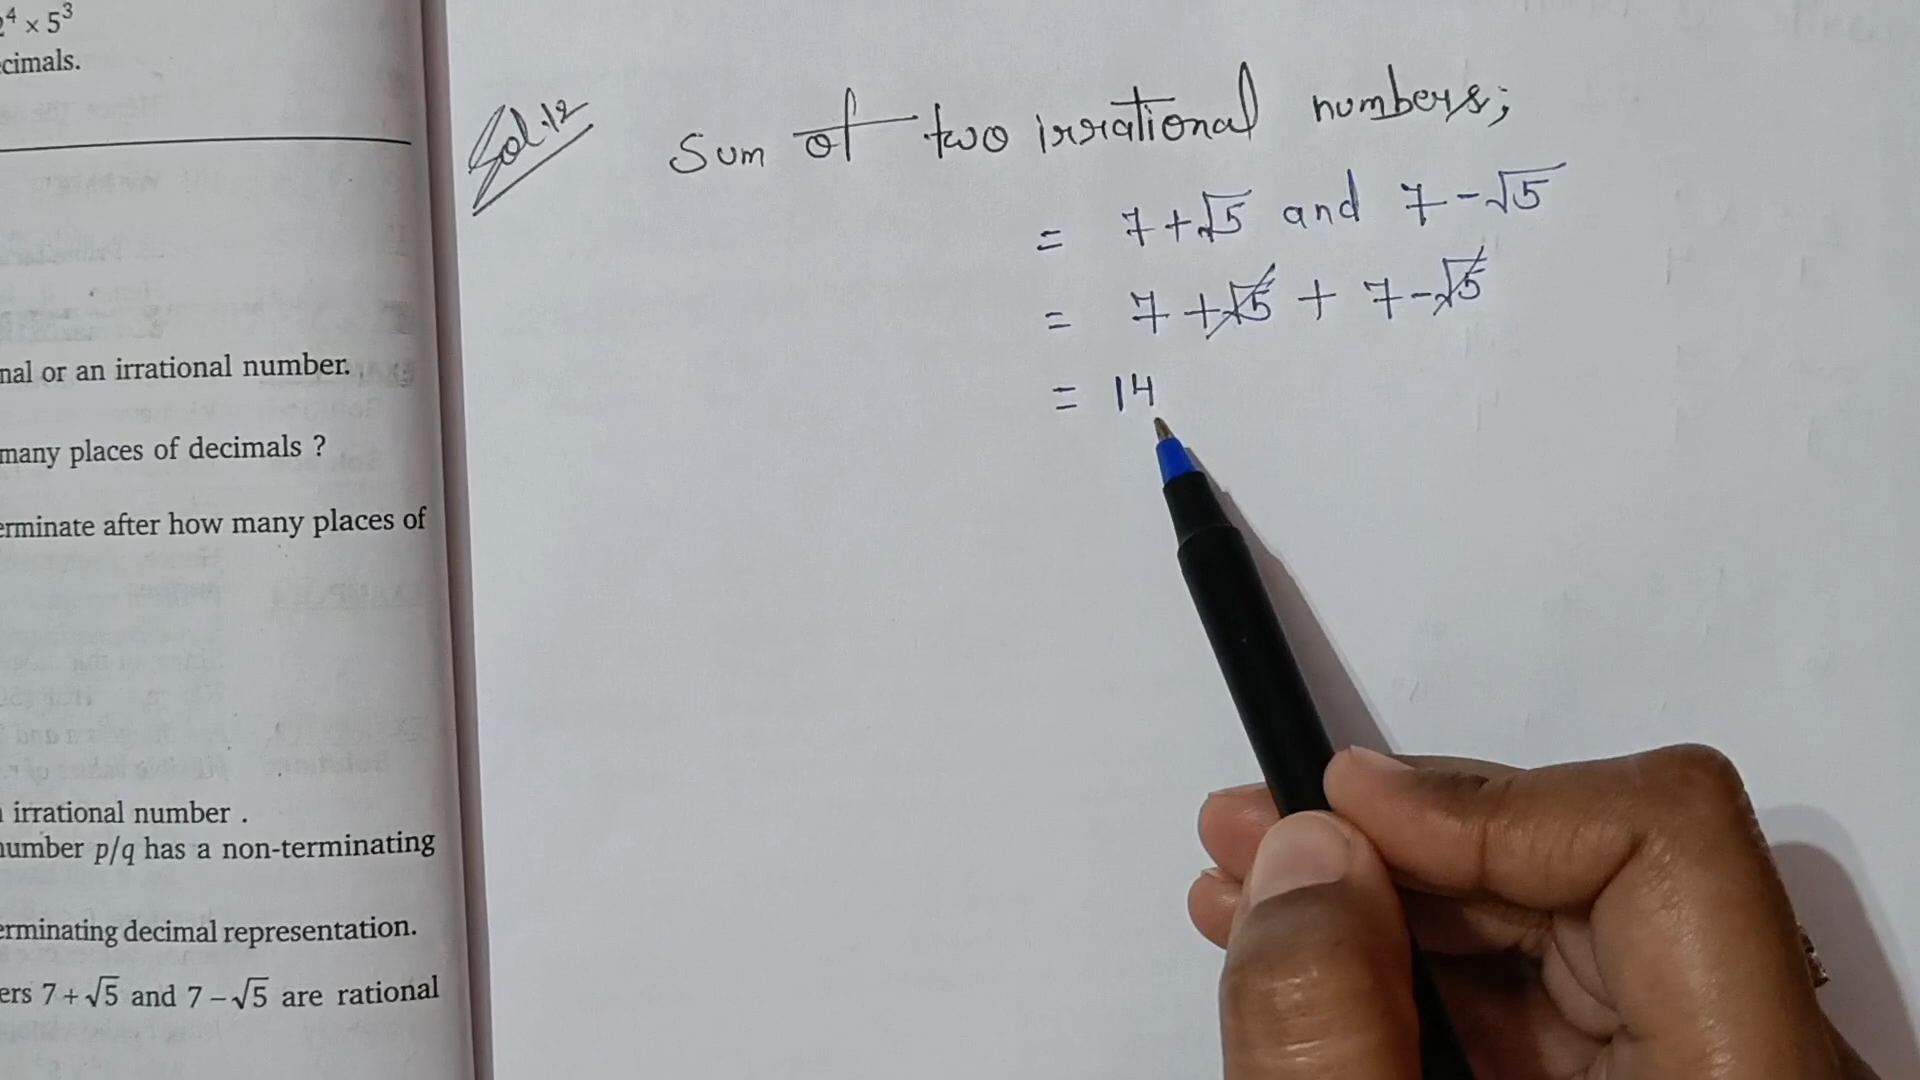 ⁴ × 5³
cimals.
nal or an irrational number.
many places of decimals ?
erminate after how many places of
irrational number .
number p/q has a non-terminating
erminating decimal representation.
ers 7 + √5 and 7 – √5 are rational
Sol.12
Sum of two irrational numbers;
= 7 + √5 and 7 - √5
= 7 + √5 + 7 - √5
= 14